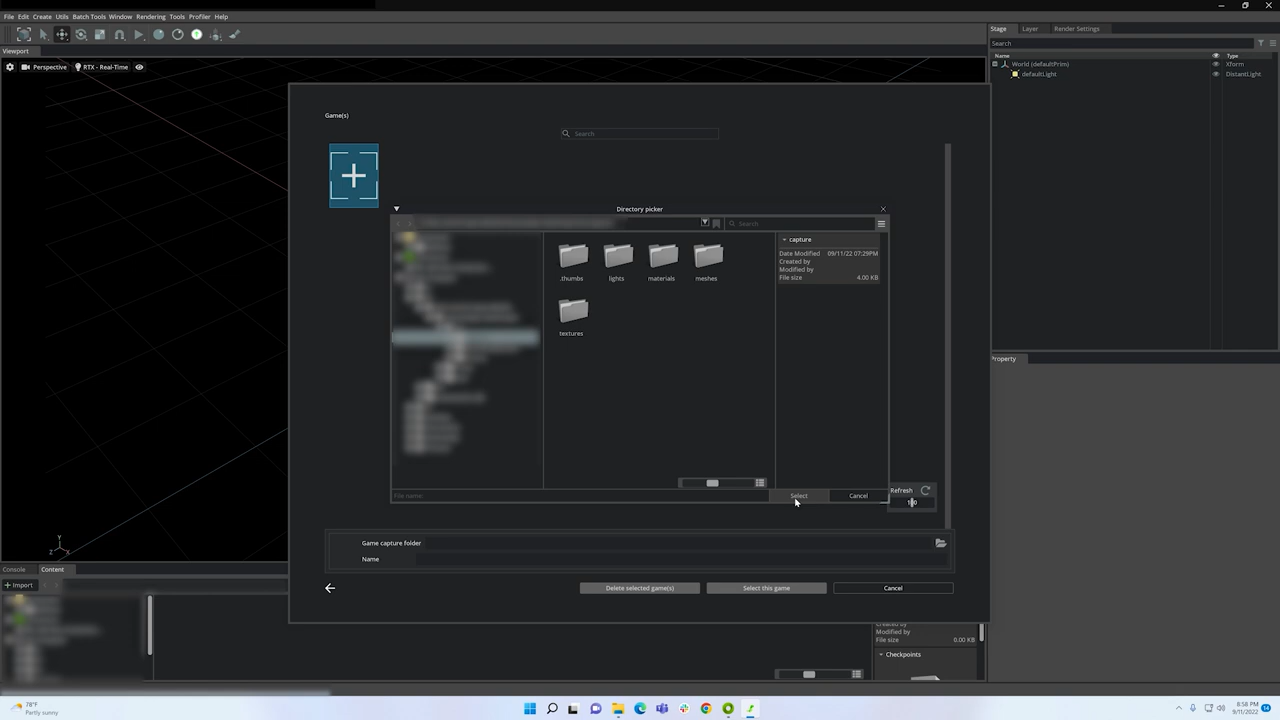 File Edit Create Utils Batch Tools Window Rendering Tools Profiler Help
Viewport
Perspective RTX - Real-Time
Stage Layer Render Settings
Search
Name Type
World (defaultPrim) Xform
defaultLight DistantLight
Property
Game(s)
Search
Directory picker
Search
.thumbs lights materials meshes
textures
capture
Date Modified 09/11/22 07:29PM
Created by
Modified by
File size 4.00 KB
File name
Select Cancel
Refresh
Game capture folder
Name
Delete selected game(s) Select this game Cancel
Y
Z X
Console Content
+ Import
Modified by
File size 0.00 KB
Checkpoints
78°F
Partly sunny
8:58 PM
9/11/2022